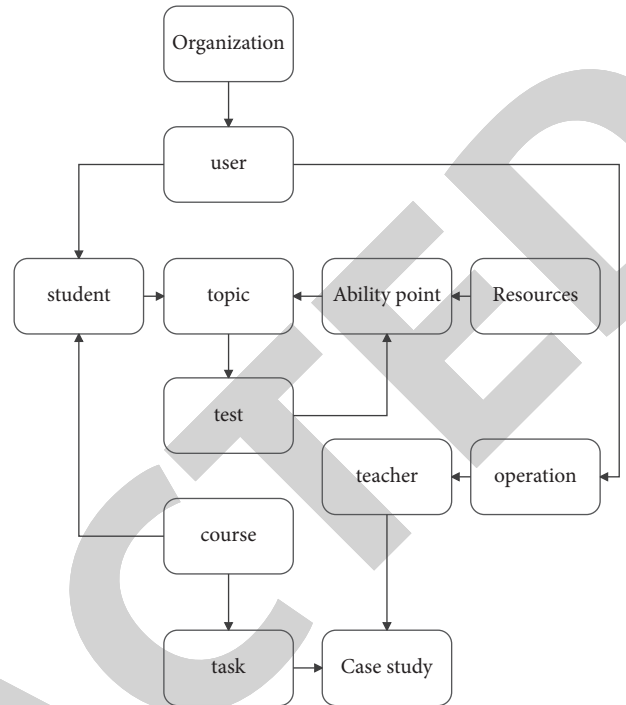 Organization
user
student
topic
Ability point
Resources
test
teacher
operation
course
task
Case study